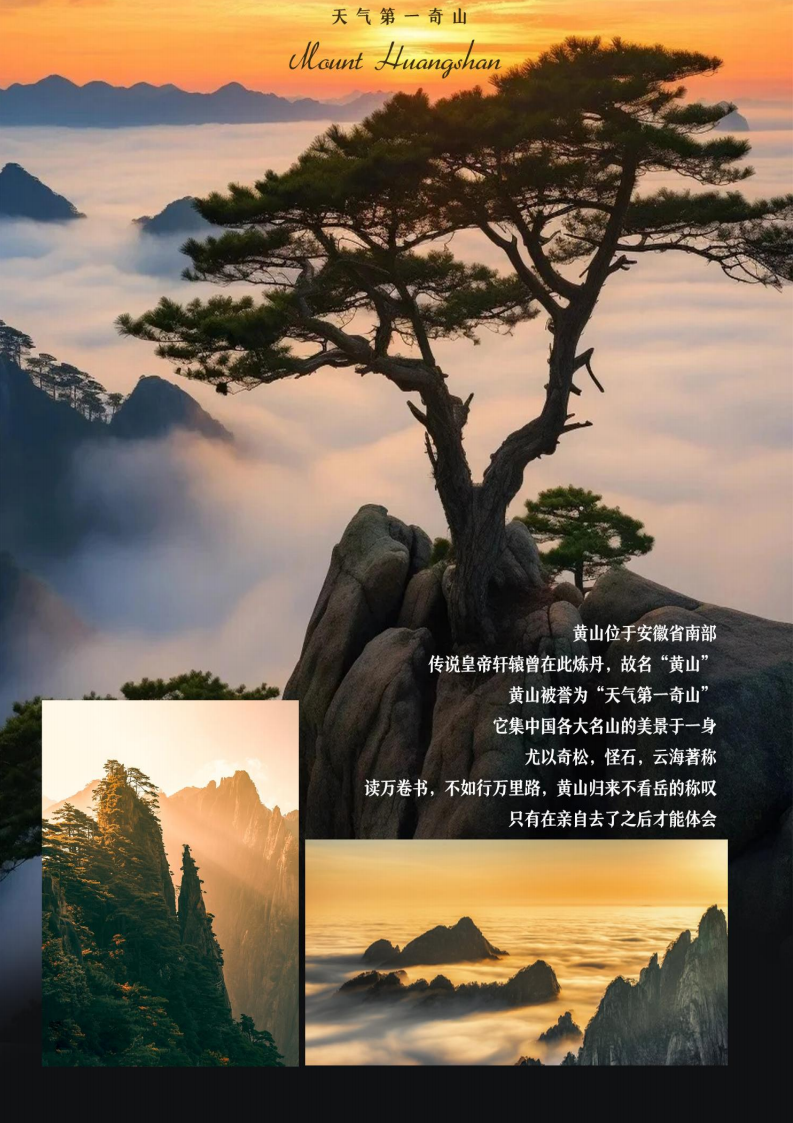 天气第一奇山
Mount Huangshan
黄山位于安徽省南部
传说皇帝轩辕曾在此炼丹，故名“黄山”
黄山被誉为“天气第一奇山”
它集中国各大名山的美景于一身
尤以奇松，怪石，云海著称
读万卷书，不如行万里路，黄山归来不看岳的称叹
只有在亲自去了之后才能体会